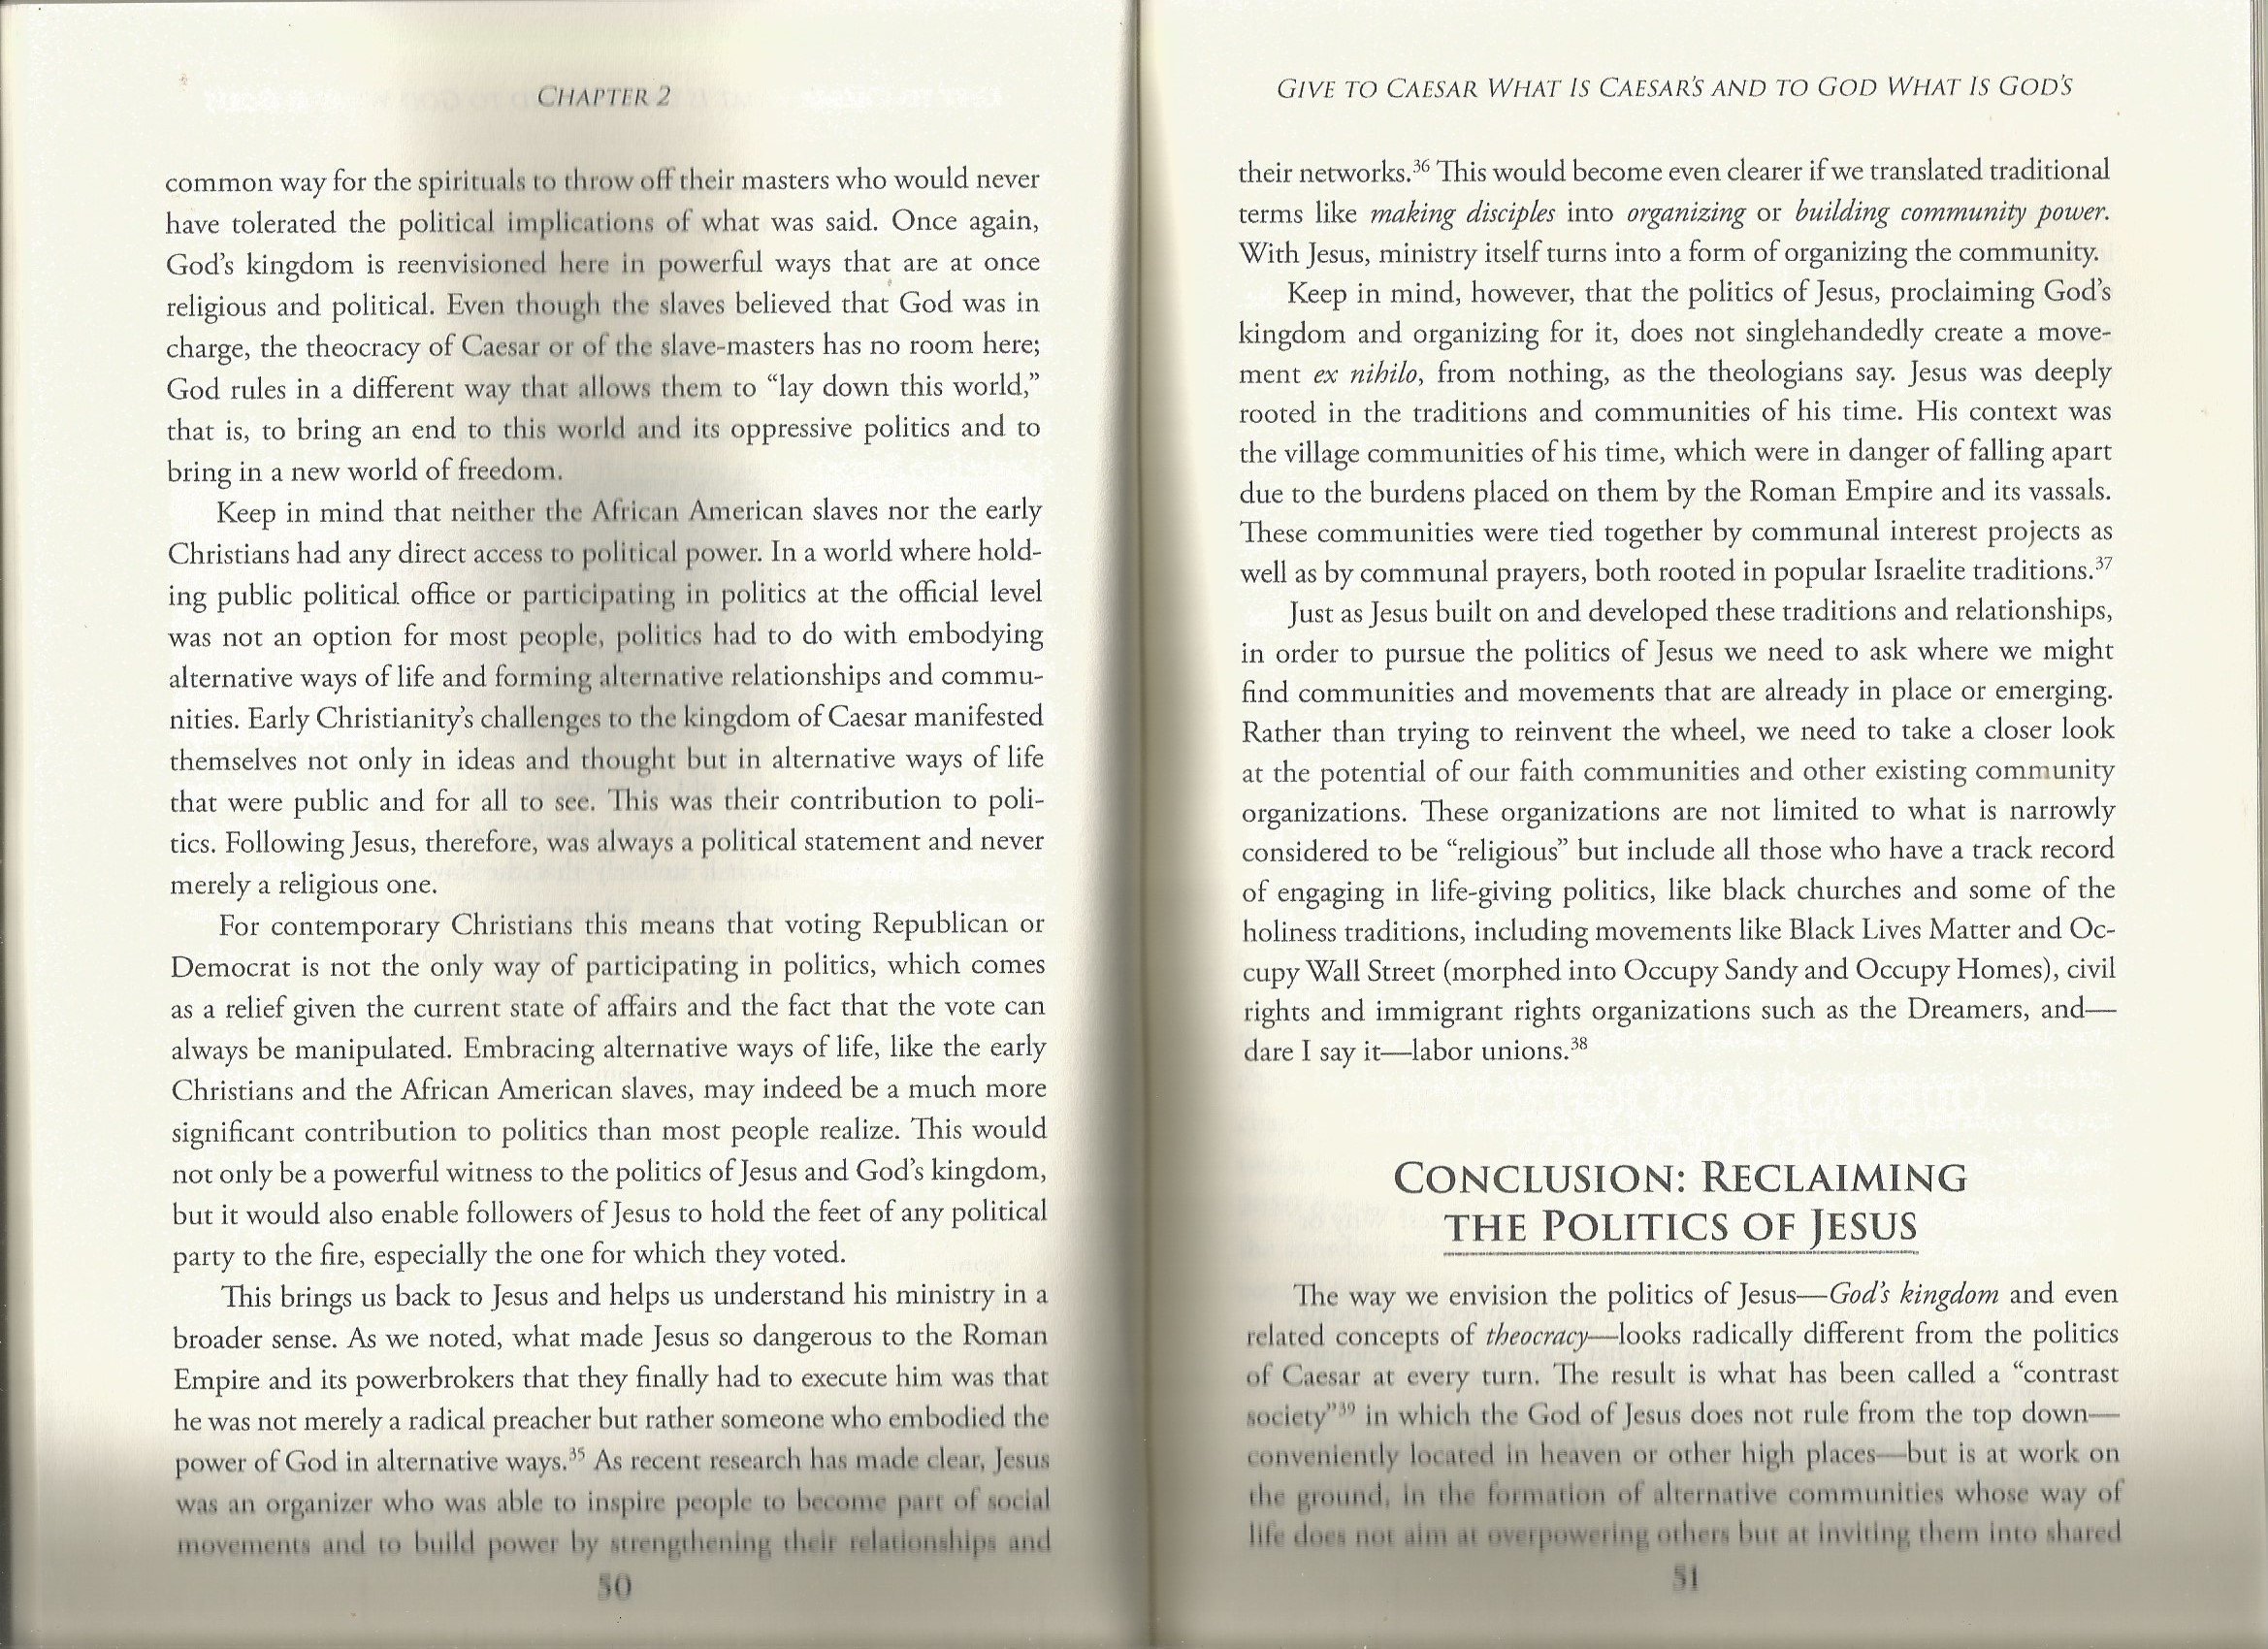 CHAPTER 2
common way for the spirituals to throw off their masters who would never
have tolerated the political implications of what was said. Once again,
God’s kingdom is reenvisioned here in powerful ways that are at once
religious and political. Even though the slaves believed that God was in
charge, the theocracy of Caesar or of the slave-masters has no room here;
God rules in a different way that allows them to “lay down this world,”
that is, to bring an end to this world and its oppressive politics and to
bring in a new world of freedom.
Keep in mind that neither the African American slaves nor the early
Christians had any direct access to political power. In a world where hold-
ing public political office or participating in politics at the official level
was not an option for most people, politics had to do with embodying
alternative ways of life and forming alternative relationships and commu-
nities. Early Christianity’s challenges to the kingdom of Caesar manifested
themselves not only in ideas and thought but in alternative ways of life
that were public and for all to see. This was their contribution to poli-
tics. Following Jesus, therefore, was always a political statement and never
merely a religious one.
For contemporary Christians this means that voting Republican or
Democrat is not the only way of participating in politics, which comes
as a relief given the current state of affairs and the fact that the vote can
always be manipulated. Embracing alternative ways of life, like the early
Christians and the African American slaves, may indeed be a much more
significant contribution to politics than most people realize. This would
not only be a powerful witness to the politics of Jesus and God’s kingdom,
but it would also enable followers of Jesus to hold the feet of any political
party to the fire, especially the one for which they voted.
This brings us back to Jesus and helps us understand his ministry in a
broader sense. As we noted, what made Jesus so dangerous to the Roman
Empire and its powerbrokers that they finally had to execute him was that
he was not merely a radical preacher but rather someone who embodied the
power of God in alternative ways.35 As recent research has made clear, Jesus
was an organizer who was able to inspire people to become part of social
movements and to build power by strengthening their relationships and
50
GIVE TO CAESAR WHAT IS CAESAR’S AND TO GOD WHAT IS GOD’S
their networks.36 This would become even clearer if we translated traditional
terms like making disciples into organizing or building community power.
With Jesus, ministry itself turns into a form of organizing the community.
Keep in mind, however, that the politics of Jesus, proclaiming God’s
kingdom and organizing for it, does not singlehandedly create a move-
ment ex nihilo, from nothing, as the theologians say. Jesus was deeply
rooted in the traditions and communities of his time. His context was
the village communities of his time, which were in danger of falling apart
due to the burdens placed on them by the Roman Empire and its vassals.
These communities were tied together by communal interest projects as
well as by communal prayers, both rooted in popular Israelite traditions.37
Just as Jesus built on and developed these traditions and relationships,
in order to pursue the politics of Jesus we need to ask where we might
find communities and movements that are already in place or emerging.
Rather than trying to reinvent the wheel, we need to take a closer look
at the potential of our faith communities and other existing community
organizations. These organizations are not limited to what is narrowly
considered to be “religious” but include all those who have a track record
of engaging in life-giving politics, like black churches and some of the
holiness traditions, including movements like Black Lives Matter and Oc-
cupy Wall Street (morphed into Occupy Sandy and Occupy Homes), civil
rights and immigrant rights organizations such as the Dreamers, and—
dare I say it—labor unions.38
CONCLUSION: RECLAIMING
THE POLITICS OF JESUS
The way we envision the politics of Jesus—God’s kingdom and even
related concepts of theocracy—looks radically different from the politics
of Caesar at every turn. The result is what has been called a “contrast
society”39 in which the God of Jesus does not rule from the top down—
conveniently located in heaven or other high places—but is at work on
the ground, in the formation of alternative communities whose way of
life does not aim at overpowering others but at inviting them into shared
51